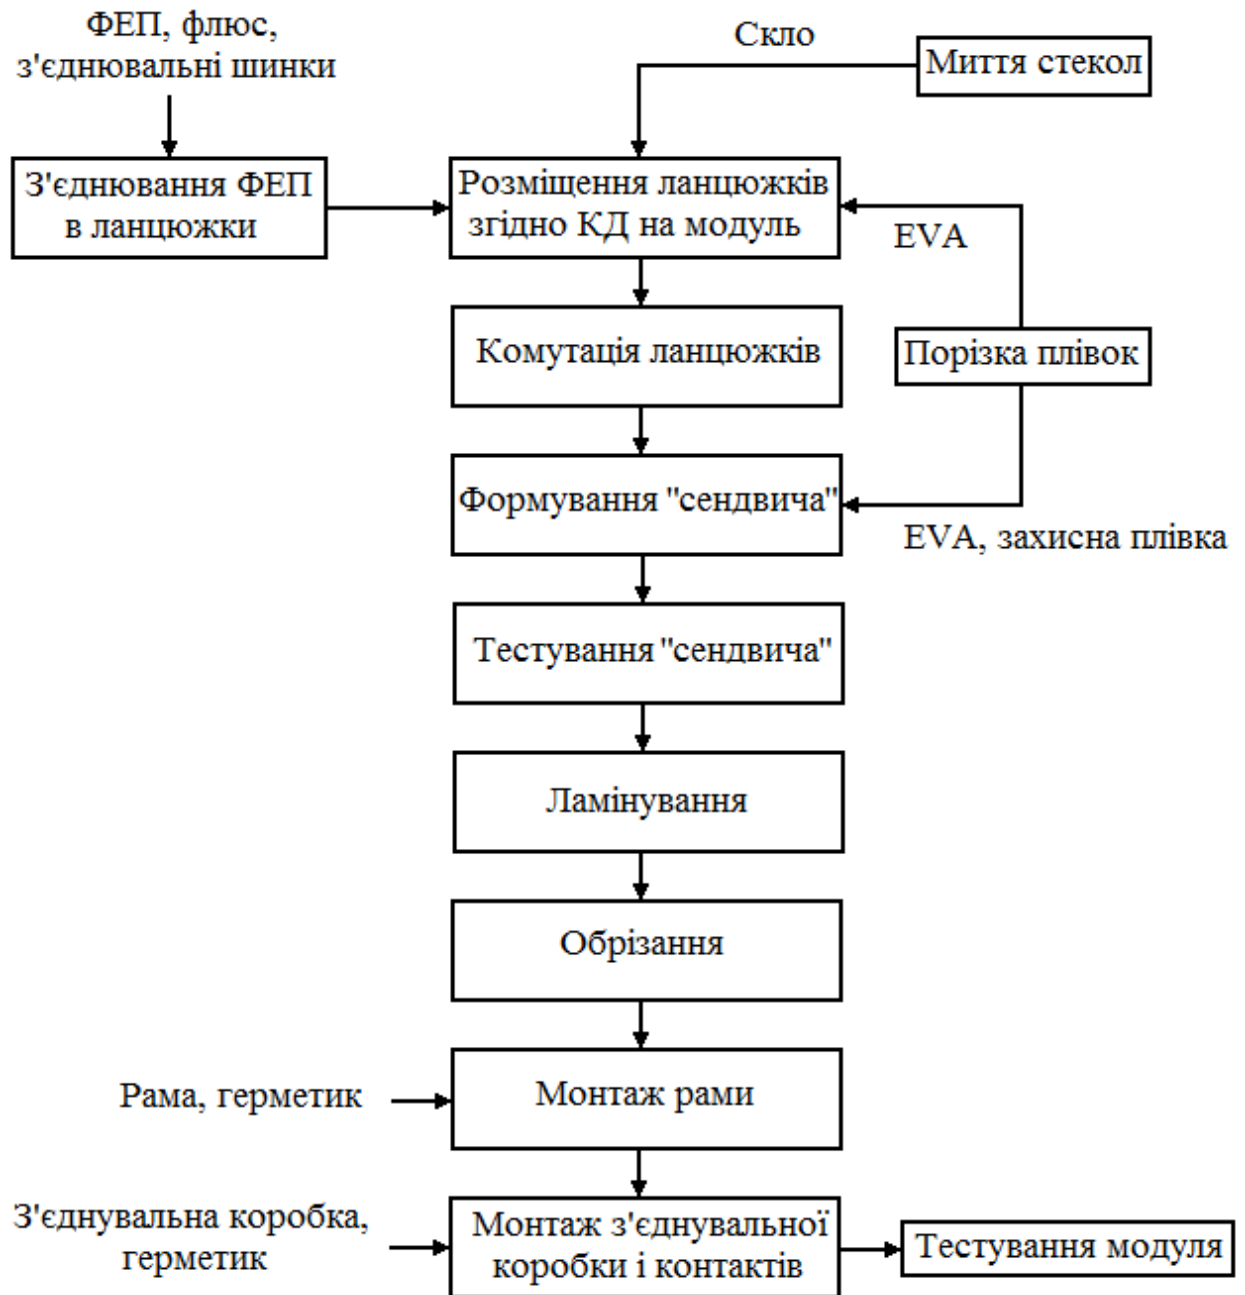 ФЕП, флюс,
з'єднювальні шинки
Скло
Миття стекол
З'єднювання ФЕП
в ланцюжки
Розміщення ланцюжків
згідно КД на модуль
EVA
Комутація ланцюжків
Порізка плівок
Формування "сендвича"
EVA, захисна плівка
Тестування "сендвича"
Ламінування
Обрізання
Рама, герметик
Монтаж рами
З'єднувальна коробка,
герметик
Монтаж з'єднувальної
коробки і контактів
Тестування модуля